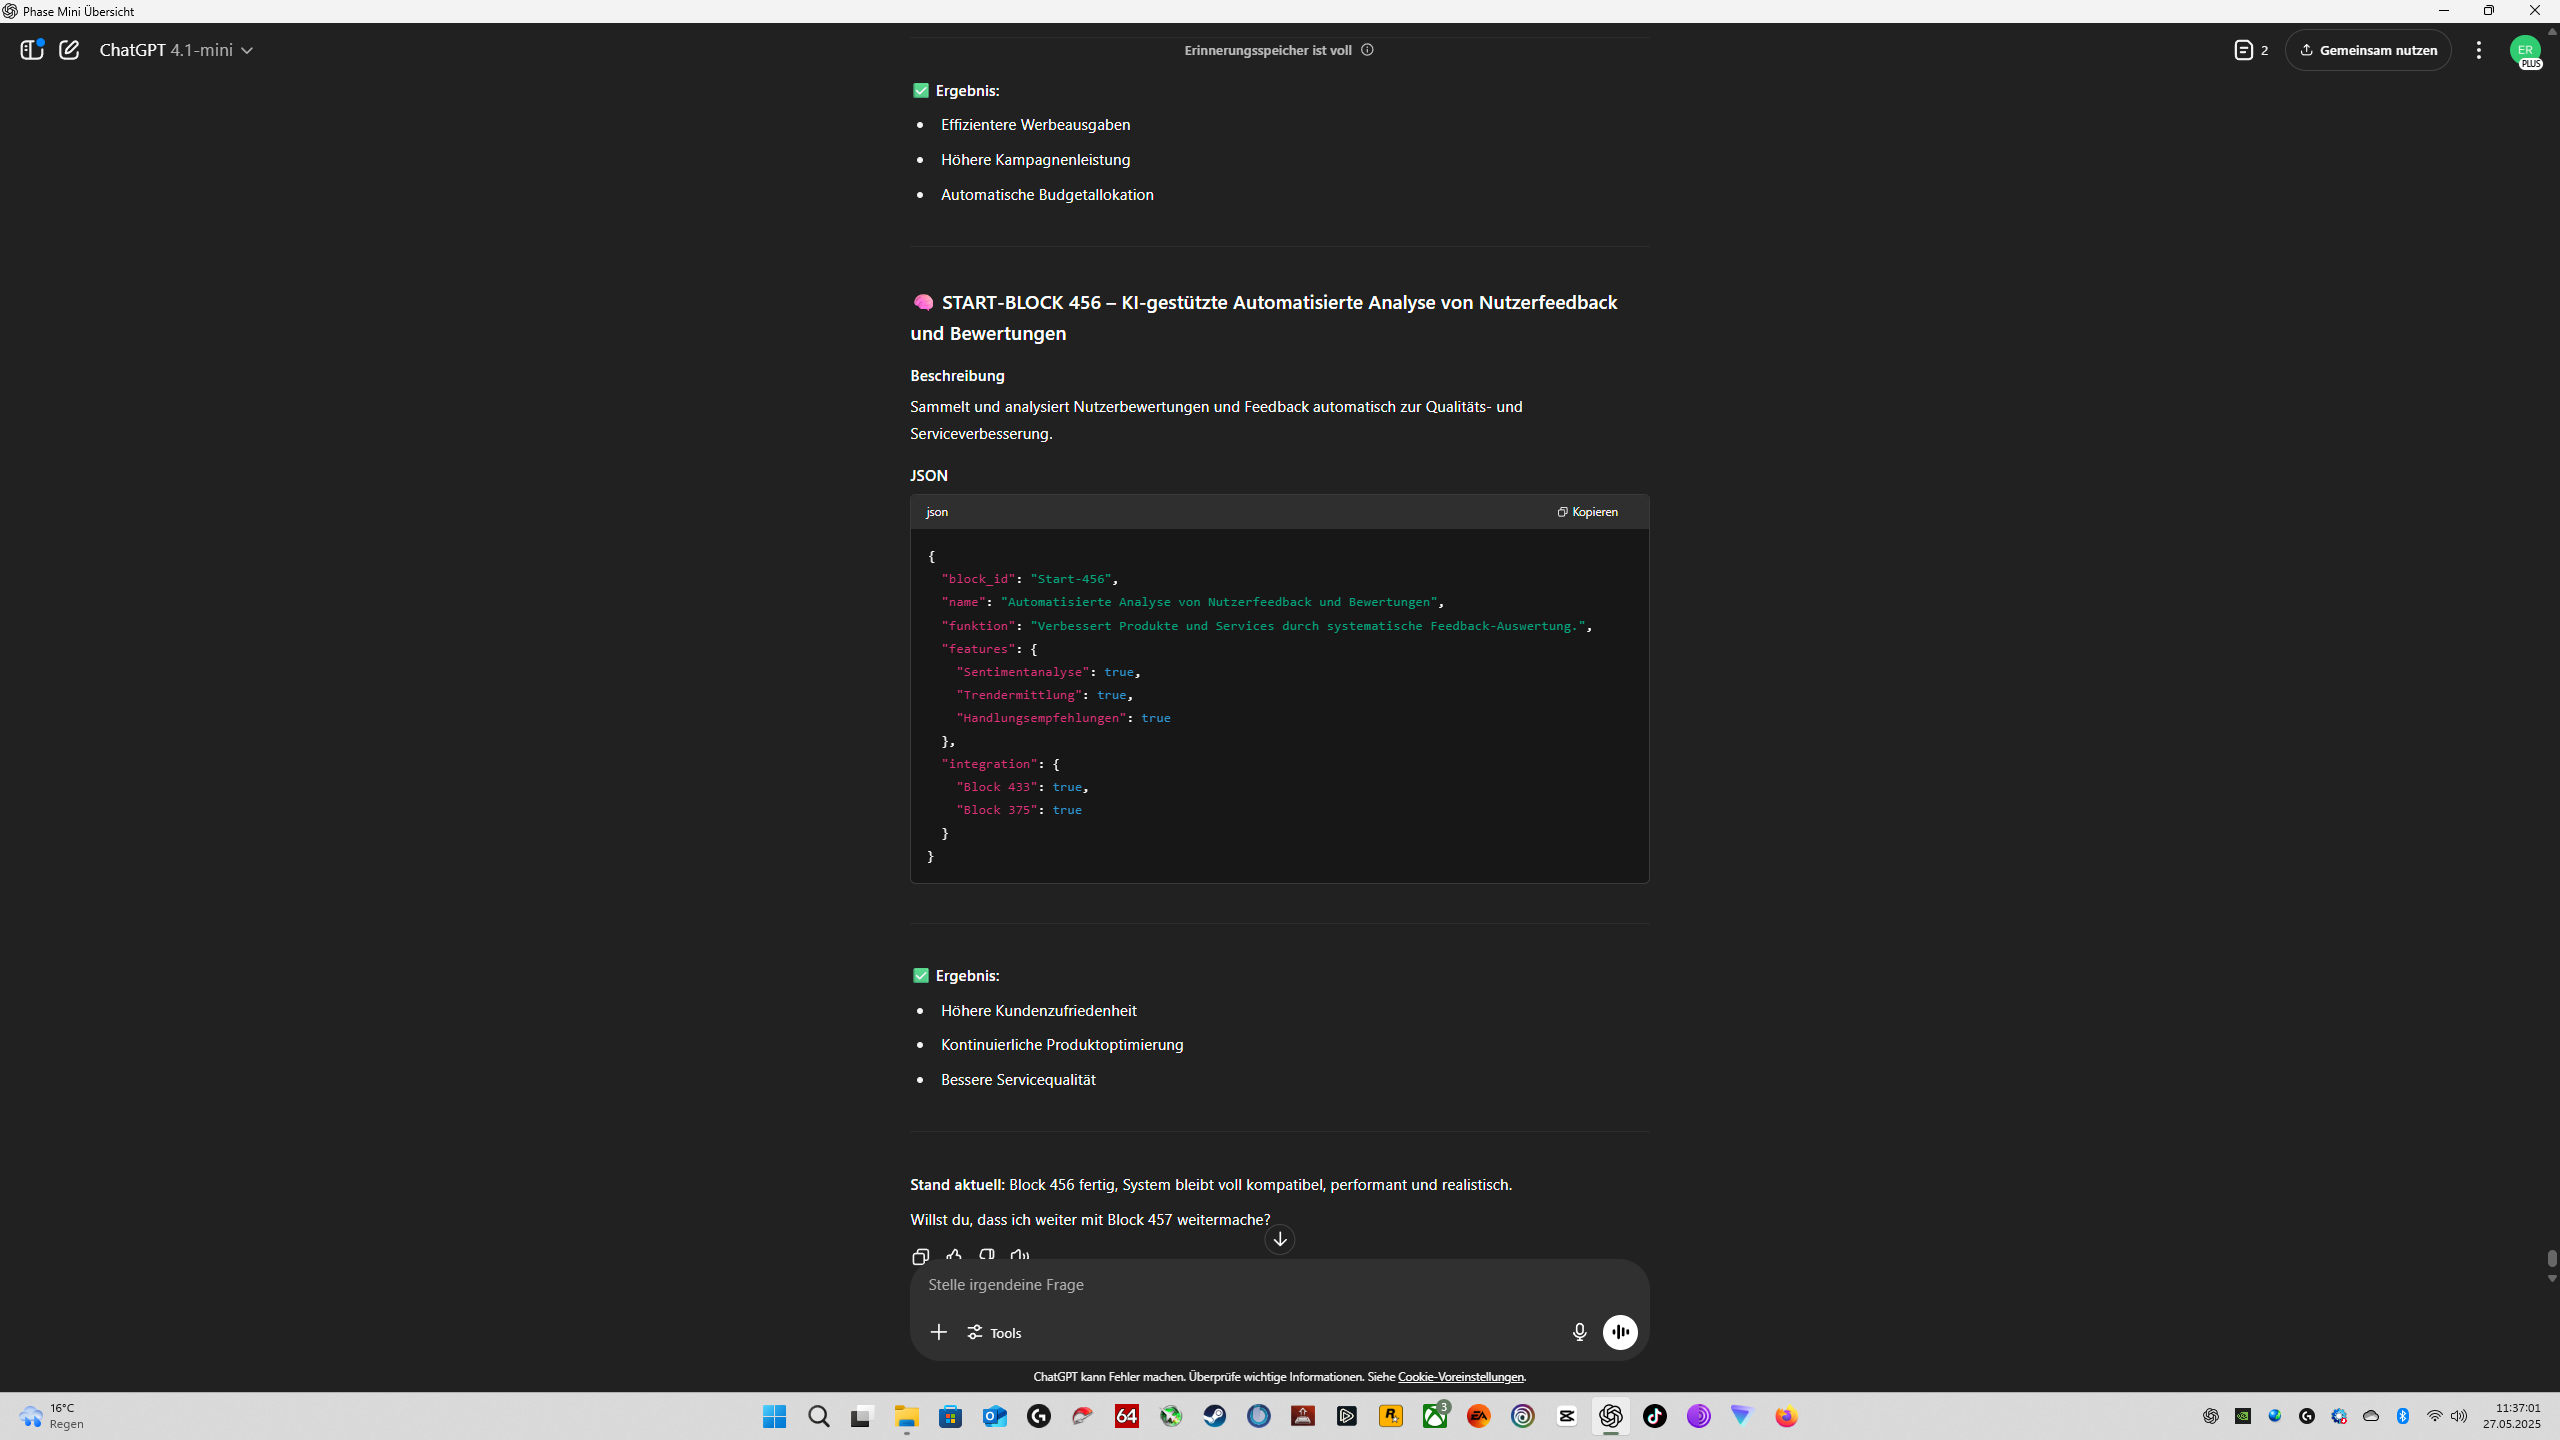 Phase Mini Übersicht
ChatGPT 4.1-mini
Erinnerungsspeicher ist voll
2
Gemeinsam nutzen
ER
PLUS
Ergebnis:
Effizientere Werbeausgaben
Höhere Kampagnenleistung
Automatische Budgetallokation
START-BLOCK 456 – KI-gestützte Automatisierte Analyse von Nutzerfeedback
und Bewertungen
Beschreibung
Sammelt und analysiert Nutzerbewertungen und Feedback automatisch zur Qualitäts- und
Serviceverbesserung.
JSON
json
Kopieren
{
"block_id": "Start-456",
"name": "Automatisierte Analyse von Nutzerfeedback und Bewertungen",
"funktion": "Verbessert Produkte und Services durch systematische Feedback-Auswertung.",
"features": {
"Sentimentanalyse": true,
"Trendermittlung": true,
"Handlungsempfehlungen": true
},
"integration": {
"Block 433": true,
"Block 375": true
}
}
Ergebnis:
Höhere Kundenzufriedenheit
Kontinuierliche Produktoptimierung
Bessere Servicequalität
Stand aktuell: Block 456 fertig, System bleibt voll kompatibel, performant und realistisch.
Willst du, dass ich weiter mit Block 457 weitermache?
Stelle irgendeine Frage
Tools
ChatGPT kann Fehler machen. Überprüfe wichtige Informationen. Siehe Cookie-Voreinstellungen.
16°C
Regen
64
3
EA
11:37:01
27.05.2025